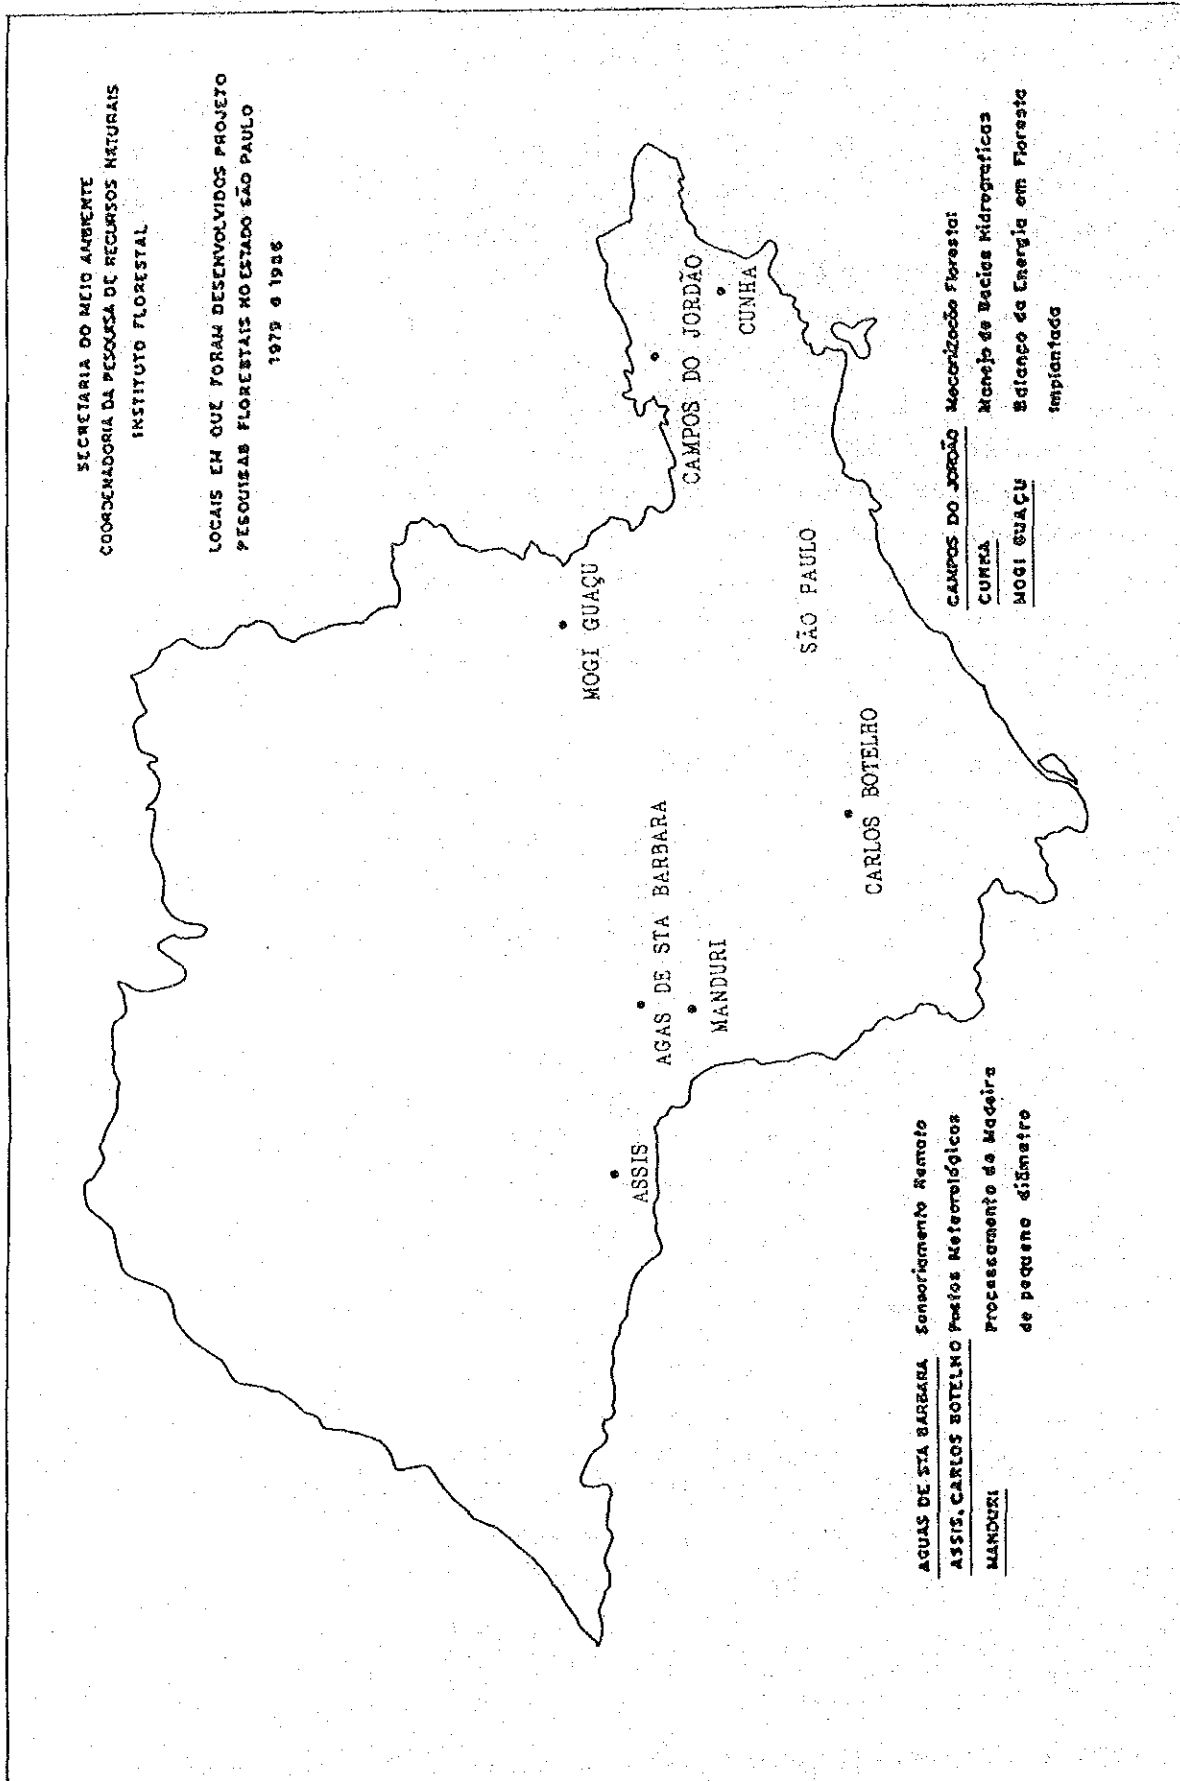 SECRETARIA DO MEIO AMBIENTE
COORDENADORIA DA PESQUISA DE RECURSOS NATURAIS
INSTITUTO FLORESTAL
LOCAIS EM QUE FORAM DESENVOLVIDOS PROJETO
PESQUISAS FLORESTAIS NO ESTADO SÃO PAULO
1979 a 1986
MOGI GUAÇU
CAMPOS DO JORDÃO
CUNHA
ASSIS
AGAS DE STA BARBARA
MANDURI
SÃO PAULO
CARLOS BOTELHO
AGUAS DE STA BARBARA Sensoriamento Remoto
ASSIS, CARLOS BOTELHO Postos Meteorológicos
MANDURI Processamento de Madeira
de pequeno diâmetro
CAMPOS DO JORDÃO Mecanização Florestal
CUNHA Manejo de Bacias Hidrograficas
MOGI GUAÇU Balanço de Energia em Floresta
Implantada